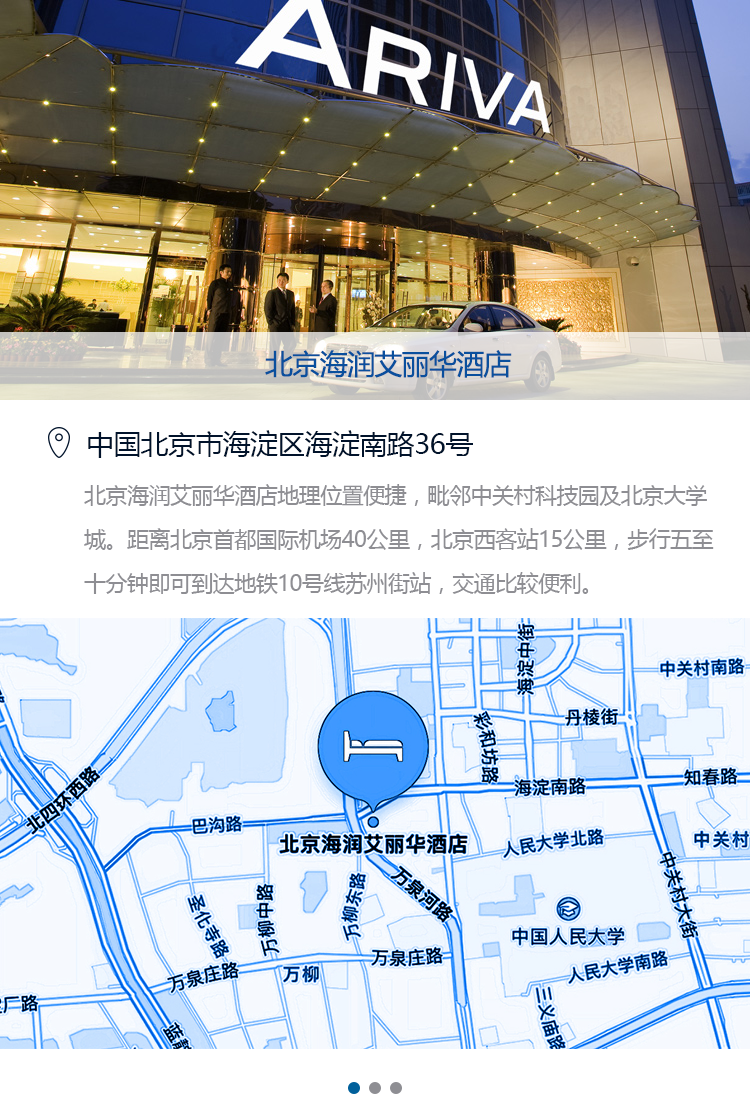 ARIVA
北京海润艾丽华酒店
中国北京市海淀区海淀南路36号
北京海润艾丽华酒店地理位置便捷，毗邻中关村科技园及北京大学
城。距离北京首都国际机场40公里，北京西客站15公里，步行五至
十分钟即可到达地铁10号线苏州街站，交通比较便利。
海淀中街
中关村南路
彩和坊路
丹棱街
海淀南路
知春路
北四环西路
巴沟路
北京海润艾丽华酒店
人民大学北路
中关村
中关村大街
万泉河路
圣化寺路
万柳中路
万柳东路
中国人民大学
万泉庄路
万柳
万泉庄路
人民大学南路
厂路
三义庙路
蓝靛